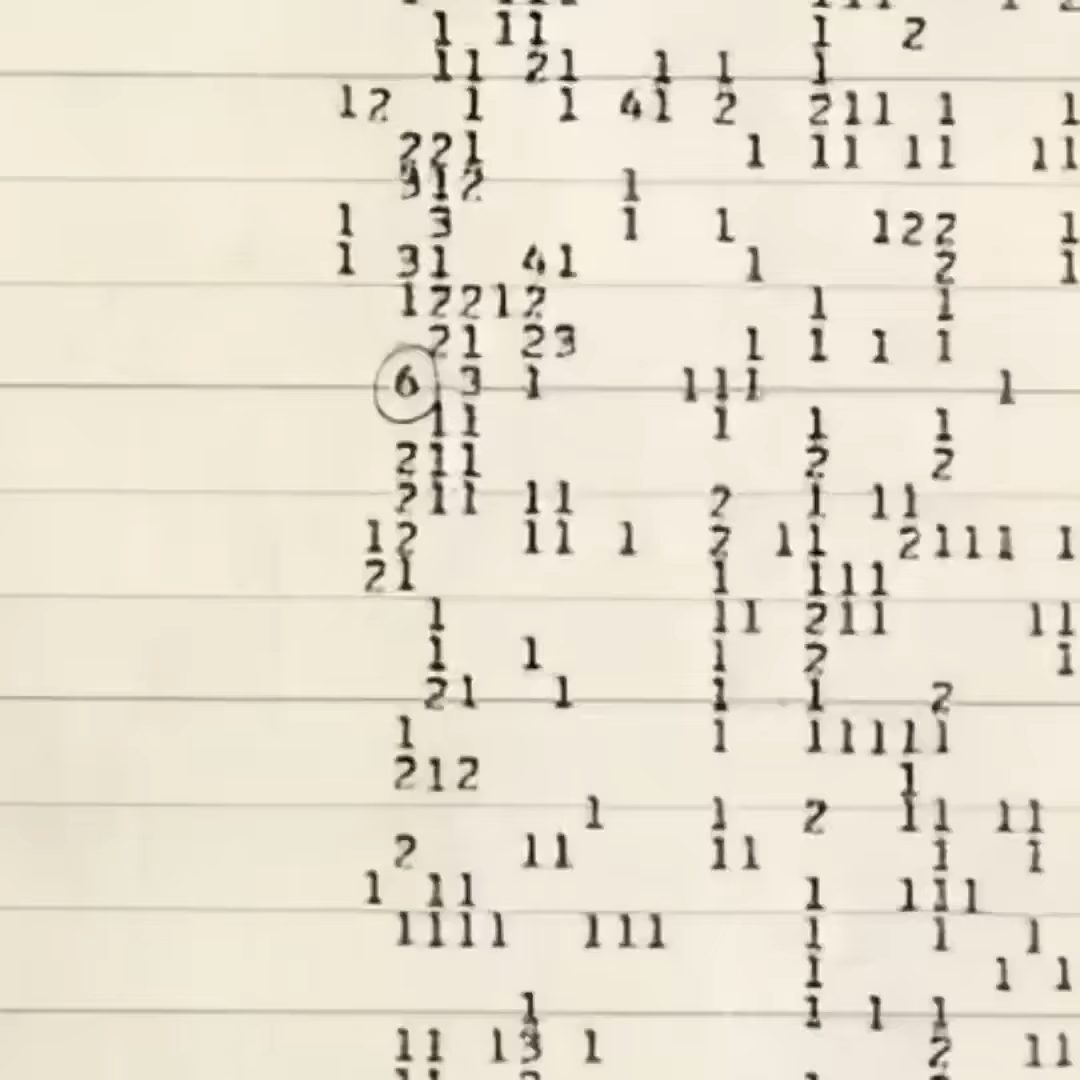 1 11 1 2
11 21 1 1 1
12 1 1 41 2 211 1 1
221 1 11 11 11
312 1
1 3 1 1 122 1
1 31 41 1 2 1
12212 1 1
21 23 1 1 1 1
6 3 1 111 1
11 1 1 1
211 2 2
211 11 2 1 11
12 11 1 2 11 2111 1
21 1 111
1 11 211 11
1 1 1 2 1
21 1 1 1 2
1 1 11111
212 1
1 1 2 11 11
2 11 11 1 1
1 11 1 111
1111 111 1 1 1
1 1 1
1 1 1 1
11 13 1 2 11